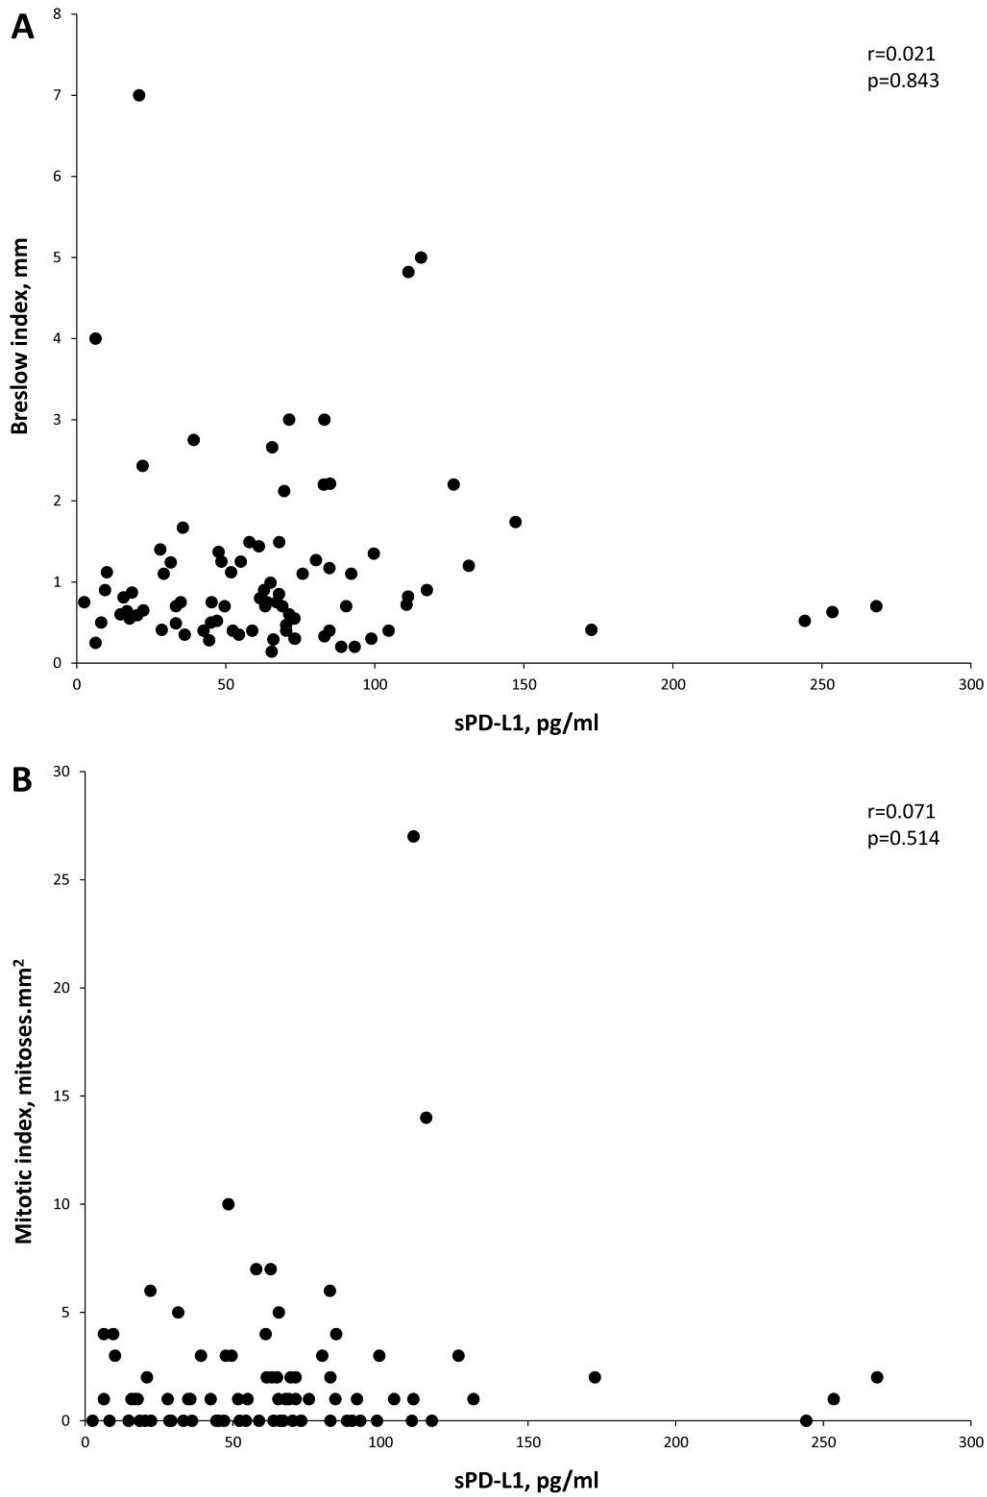 A
8
7
6
5
4
3
2
1
0
Breslow index, mm
r=0.021
p=0.843
0 50 100 150 200 250 300
sPD-L1, pg/ml
B
30
25
20
15
10
5
0
Mitotic index, mitoses.mm²
r=0.071
p=0.514
0 50 100 150 200 250 300
sPD-L1, pg/ml